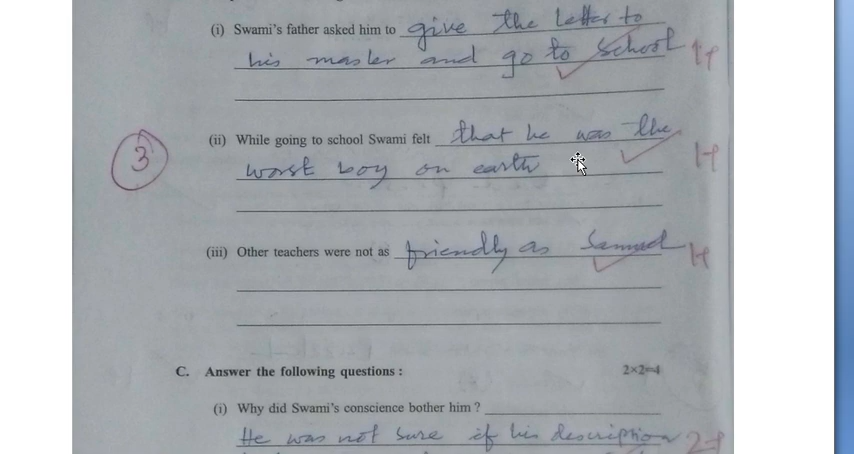 (i) Swami's father asked him to give the letter to
his master and go to school 1+
(ii) While going to school Swami felt that he was the
3
worst boy on earth 1+
(iii) Other teachers were not as friendly as Samuel 1+
C. Answer the following questions : 2×2=4
(i) Why did Swami's conscience bother him ?
He was not sure if his description 2+